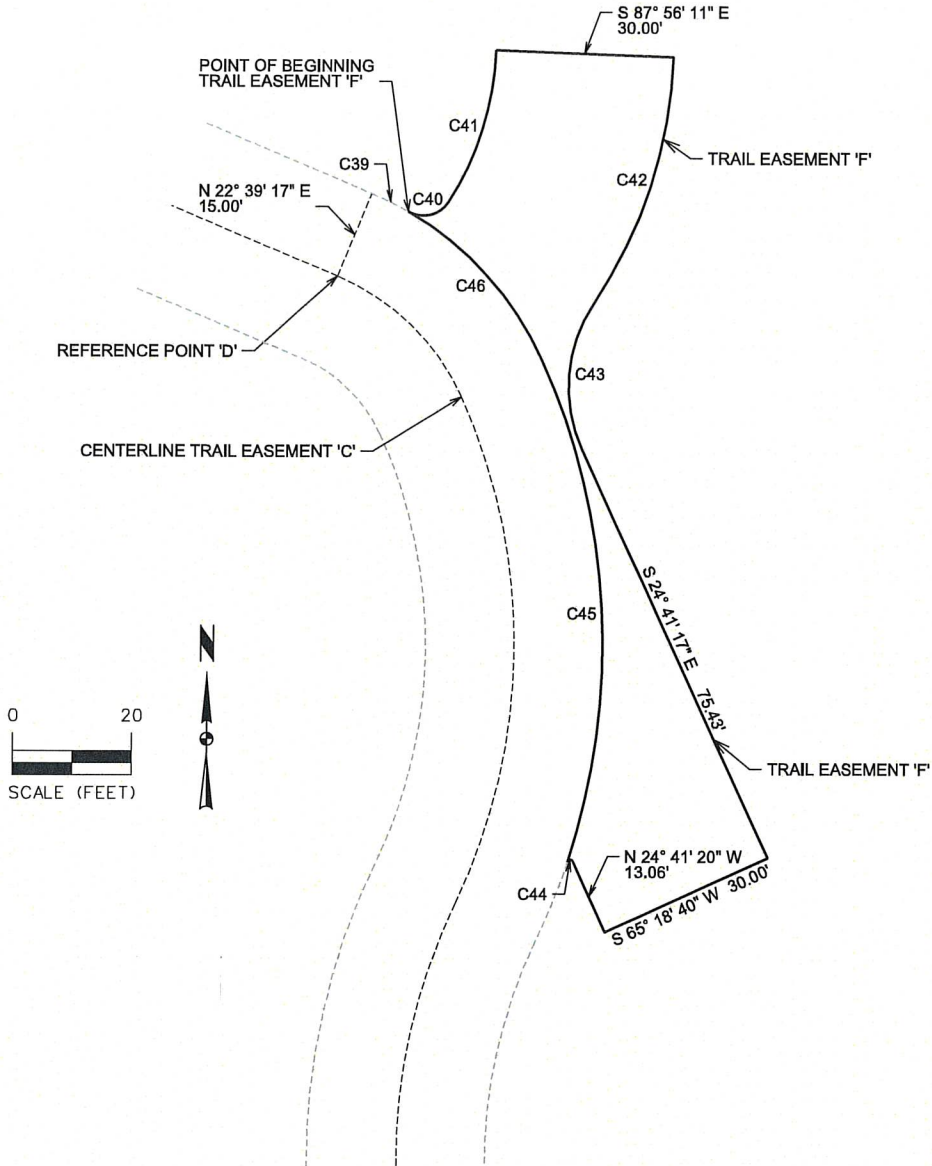 S 87° 56' 11" E
30.00'
POINT OF BEGINNING
TRAIL EASEMENT 'F'
C41
TRAIL EASEMENT 'F'
C39
C42
N 22° 39' 17" E
15.00'
C40
C46
REFERENCE POINT 'D'
C43
CENTERLINE TRAIL EASEMENT 'C'
S 24° 41' 17" E 75.43'
C45
N
0 20
SCALE (FEET)
TRAIL EASEMENT 'F'
N 24° 41' 20" W
13.06'
C44
S 65° 18' 40" W 30.00'